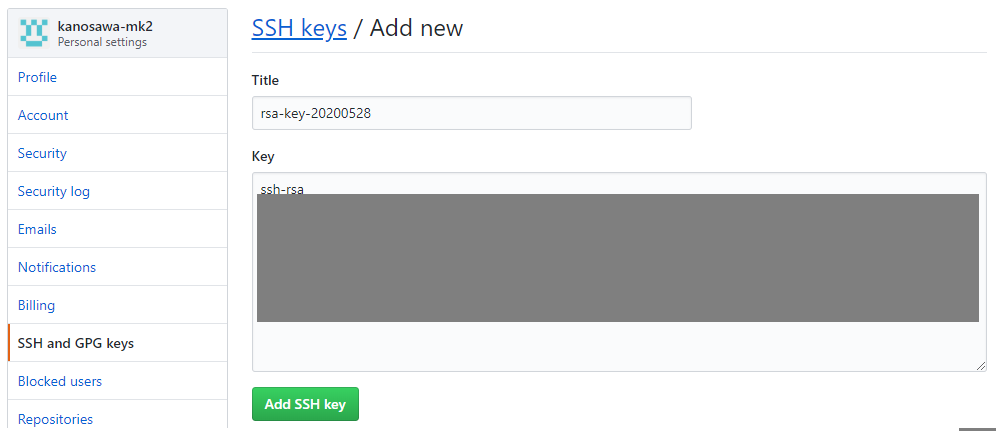 kanosawa-mk2
Personal settings
Profile
Account
Security
Security log
Emails
Notifications
Billing
SSH and GPG keys
Blocked users
Repositories
SSH keys / Add new
Title
rsa-key-20200528
Key
ssh-rsa
Add SSH key